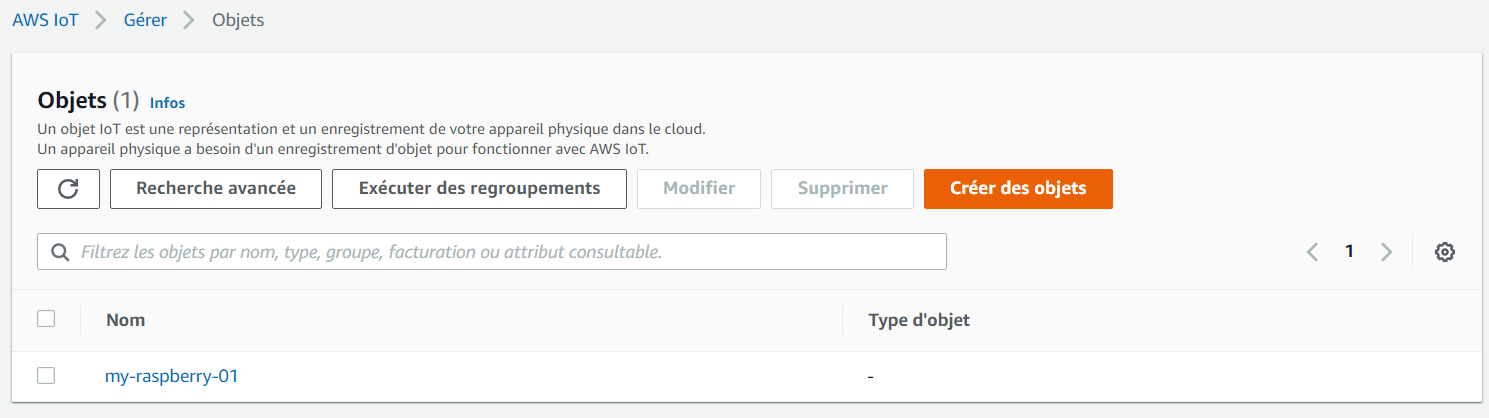 AWS IoT > Gérer > Objets
Objets (1) Infos
Un objet IoT est une représentation et un enregistrement de votre appareil physique dans le cloud.
Un appareil physique a besoin d'un enregistrement d'objet pour fonctionner avec AWS IoT.
Recherche avancée Exécuter des regroupements Modifier Supprimer Créer des objets
Filtrez les objets par nom, type, groupe, facturation ou attribut consultable.
1
Nom Type d'objet
my-raspberry-01 -